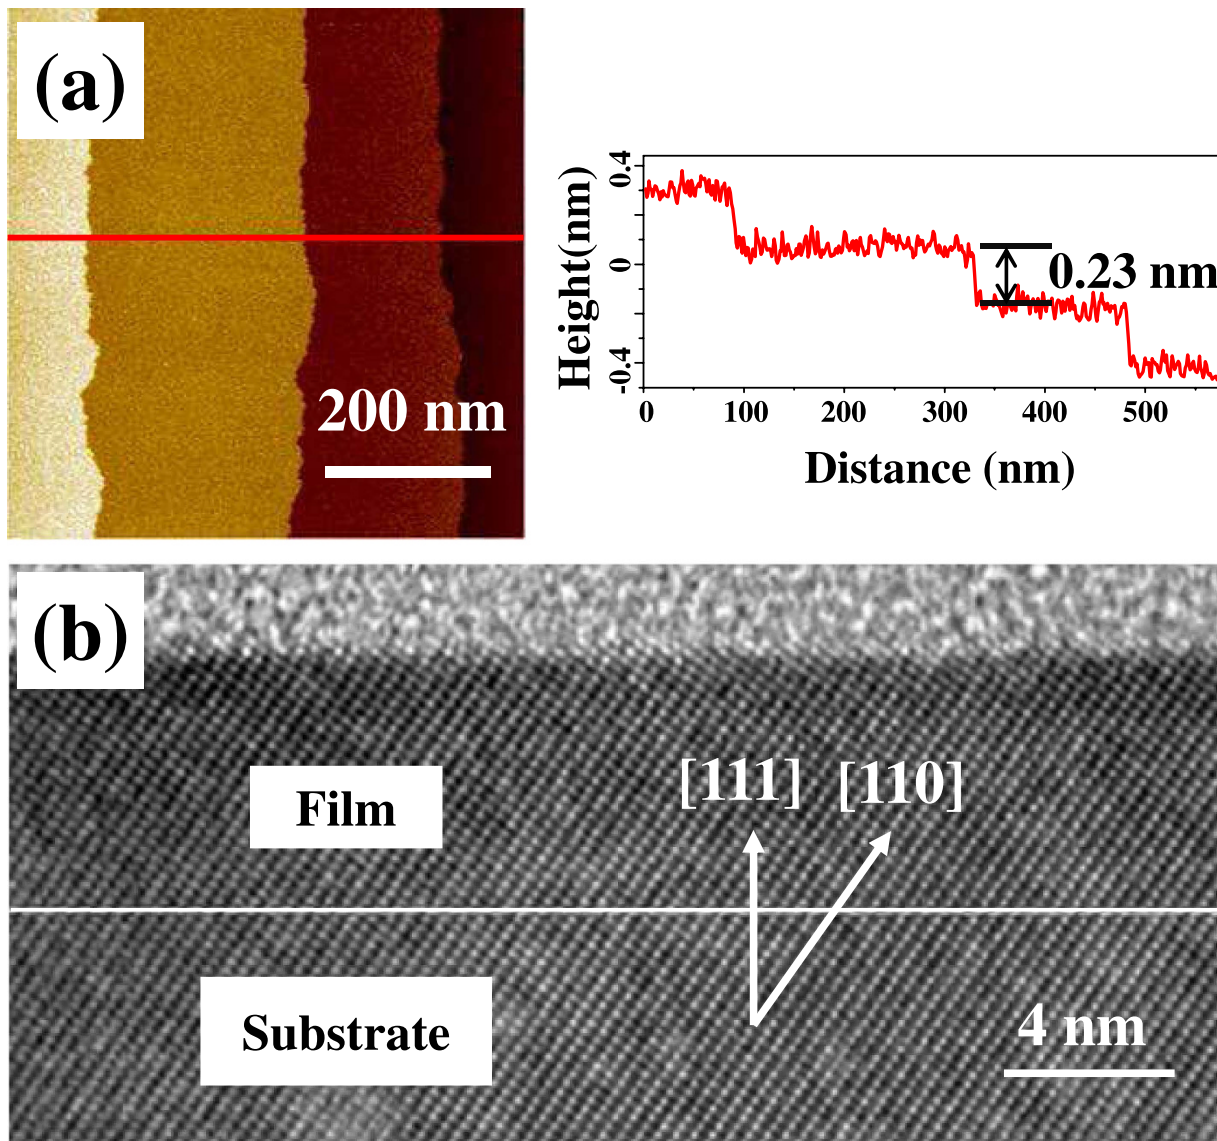 (a)
200 nm
Height(nm)
0.4
0
-0.4
0.23 nm
0 100 200 300 400 500
Distance (nm)
(b)
[111] [110]
Film
Substrate
4 nm